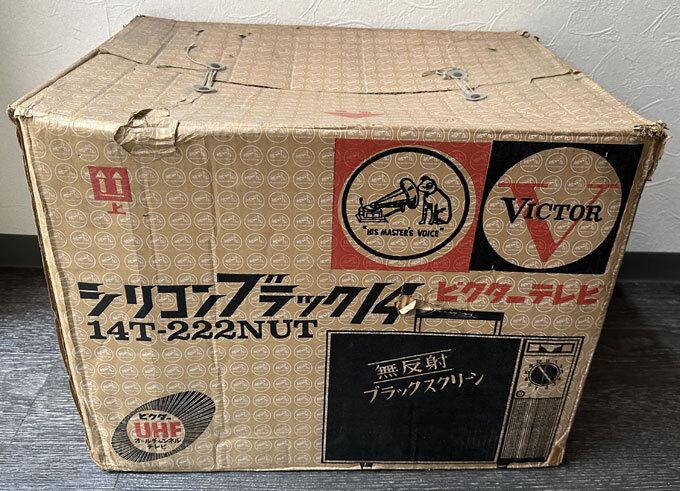 上
"HIS MASTER'S VOICE"
VICTOR
シリコンブラック14
ビクターテレビ
14T-222NUT
無反射
ブラックスクリーン
ビクター
UHF
オールチャンネル
テレビ